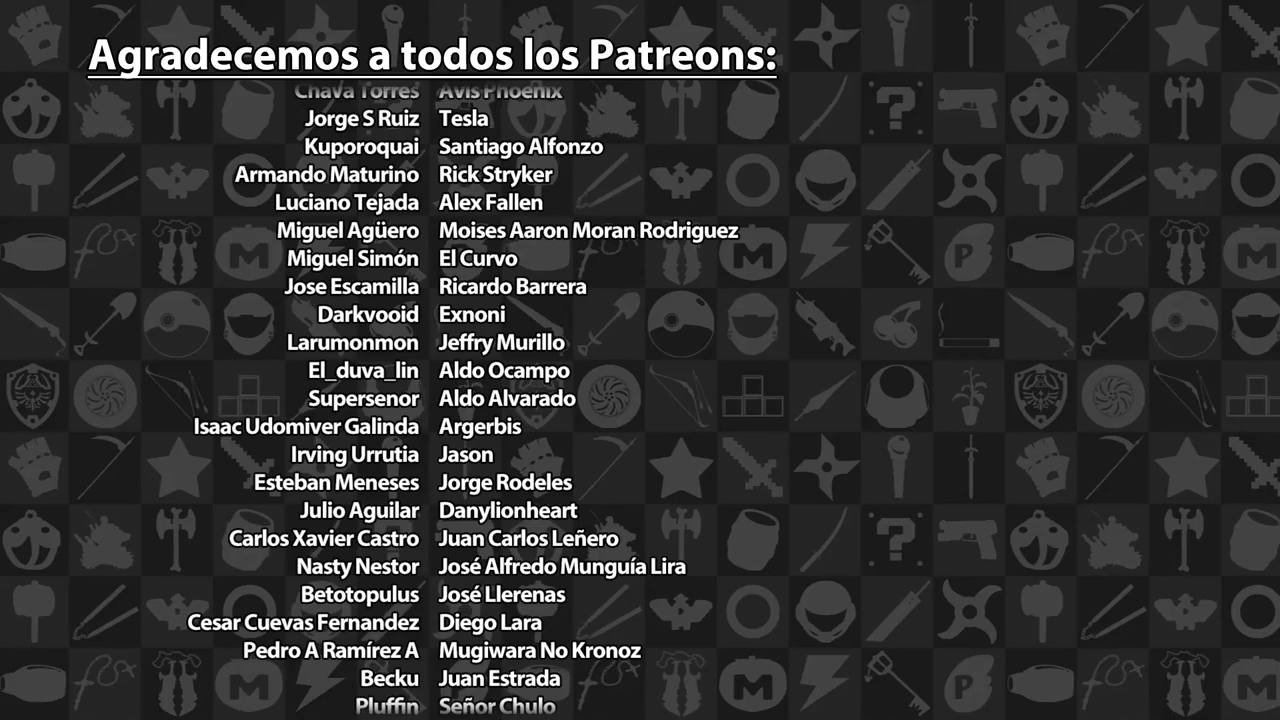 Agradecemos a todos los Patreons:
Chava Torres Avis Phoenix
Jorge S Ruiz Tesla
Kuporoquai Santiago Alfonzo
Armando Maturino Rick Stryker
Luciano Tejada Alex Fallen
Miguel Agüero Moises Aaron Moran Rodriguez
Miguel Simón El Curvo
Jose Escamilla Ricardo Barrera
Darkvooid Exnoni
Larumonmon Jeffry Murillo
El_duva_lin Aldo Ocampo
Supersenor Aldo Alvarado
Isaac Udomiver Galinda Argerbis
Irving Urrutia Jason
Esteban Meneses Jorge Rodeles
Julio Aguilar Danylionheart
Carlos Xavier Castro Juan Carlos Leñero
Nasty Nestor José Alfredo Munguía Lira
Betotopulus José Llerenas
Cesar Cuevas Fernandez Diego Lara
Pedro A Ramírez A Mugiwara No Kronoz
Becku Juan Estrada
Pluffin Señor Chulo